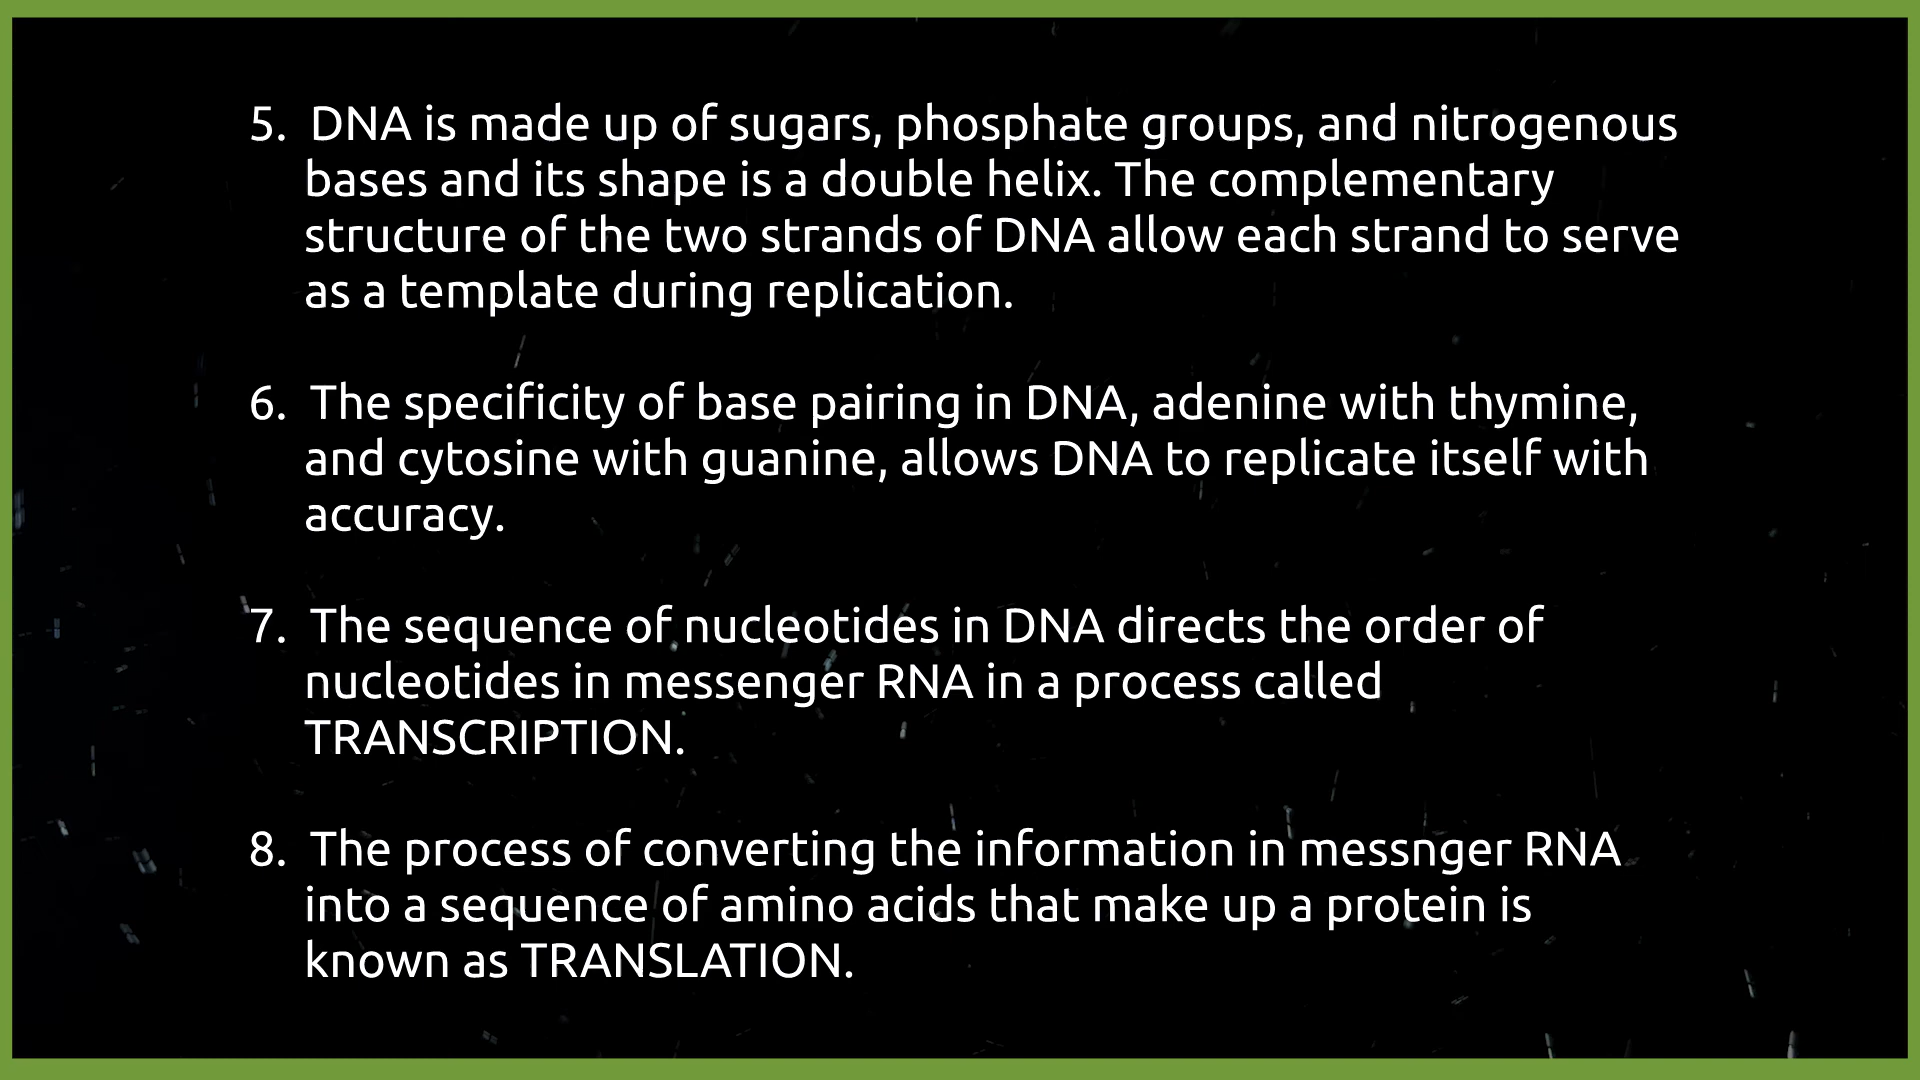 5. DNA is made up of sugars, phosphate groups, and nitrogenous
bases and its shape is a double helix. The complementary
structure of the two strands of DNA allow each strand to serve
as a template during replication.
6. The specificity of base pairing in DNA, adenine with thymine,
and cytosine with guanine, allows DNA to replicate itself with
accuracy.
7. The sequence of nucleotides in DNA directs the order of
nucleotides in messenger RNA in a process called
TRANSCRIPTION.
8. The process of converting the information in messnger RNA
into a sequence of amino acids that make up a protein is
known as TRANSLATION.